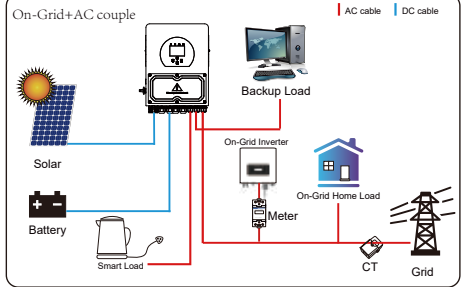 On-Grid+AC couple
AC cable
DC cable
Backup Load
On-Grid Inverter
Solar
On-Grid Home Load
Meter
Battery
Smart Load
CT
Grid